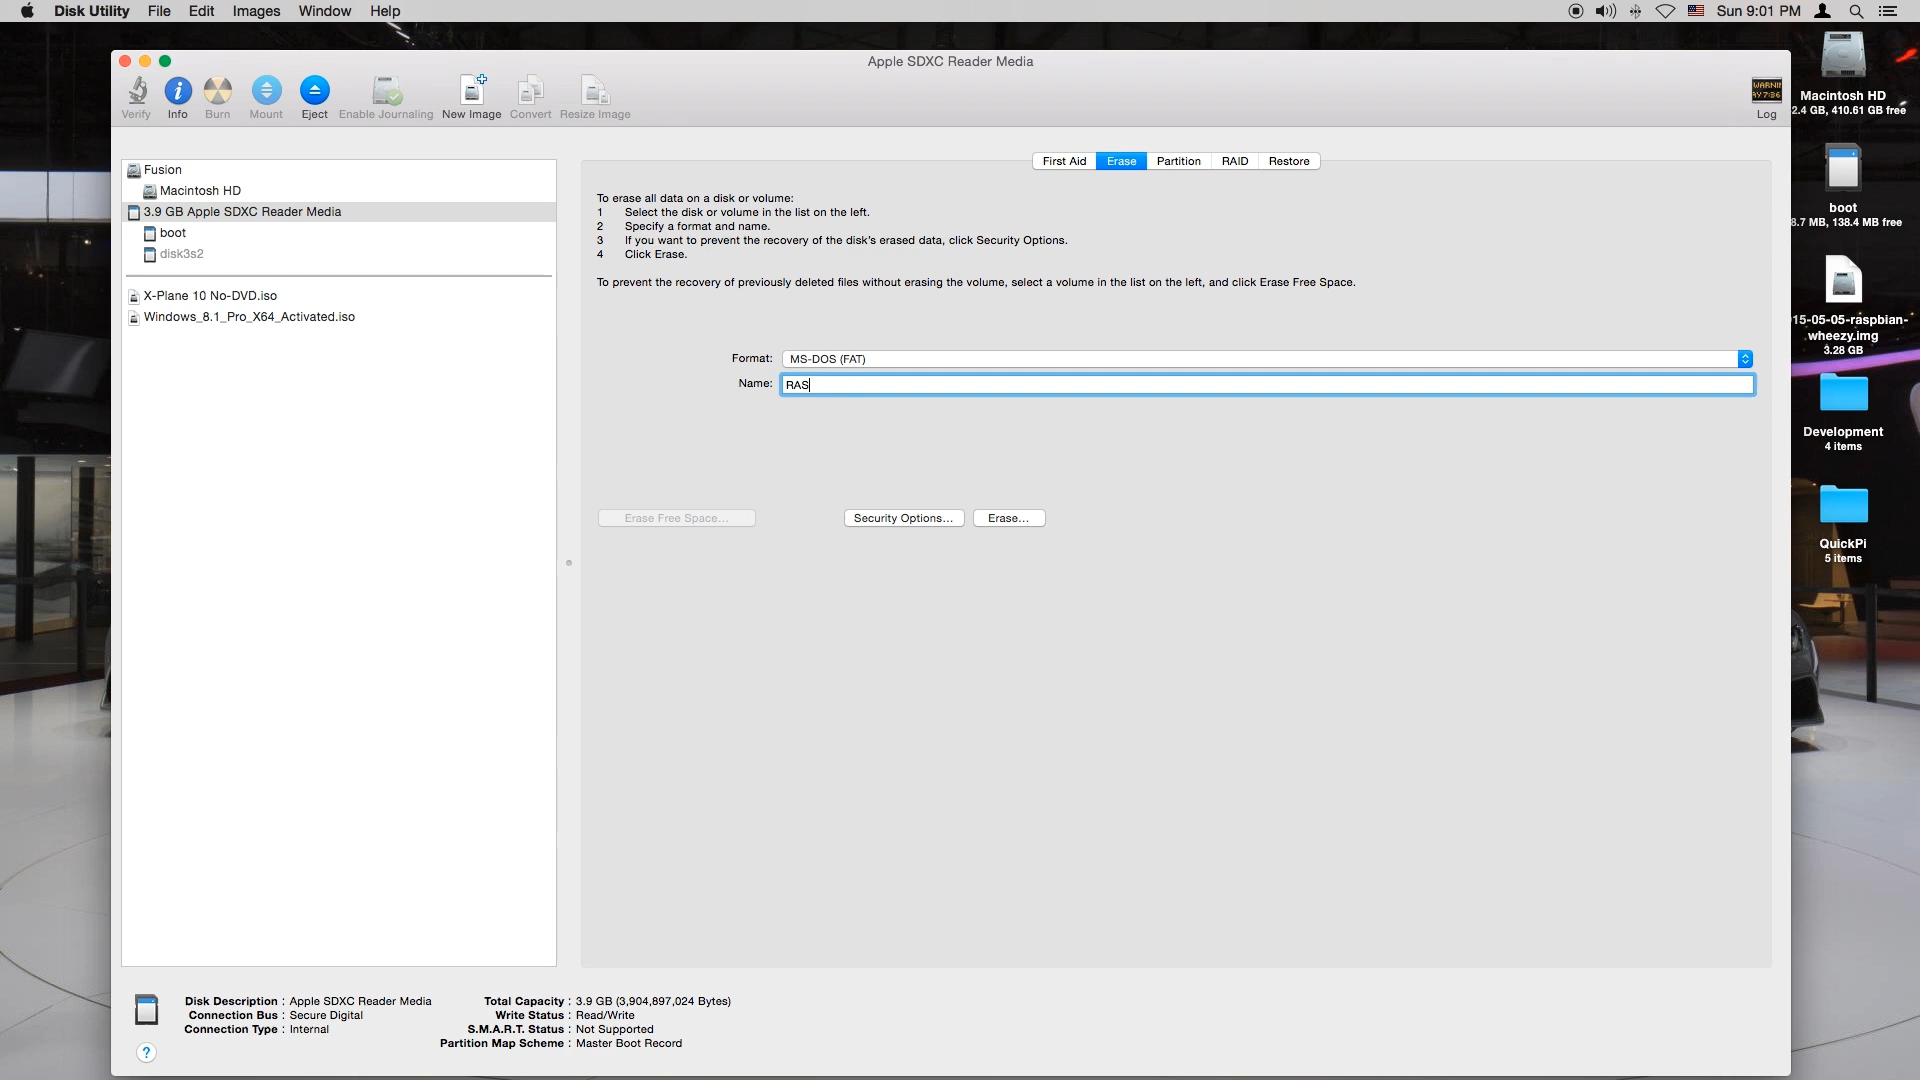 Disk Utility File Edit Images Window Help Sun 9:01 PM
Apple SDXC Reader Media
Verify Info Burn Mount Eject Enable Journaling New Image Convert Resize Image Log
Fusion
Macintosh HD
3.9 GB Apple SDXC Reader Media
boot
disk3s2
X-Plane 10 No-DVD.iso
Windows_8.1_Pro_X64_Activated.iso
First Aid Erase Partition RAID Restore
To erase all data on a disk or volume:
1 Select the disk or volume in the list on the left.
2 Specify a format and name.
3 If you want to prevent the recovery of the disk's erased data, click Security Options.
4 Click Erase.
To prevent the recovery of previously deleted files without erasing the volume, select a volume in the list on the left, and click Erase Free Space.
Format: MS-DOS (FAT)
Name: RAS
Erase Free Space... Security Options... Erase...
Disk Description : Apple SDXC Reader Media
Connection Bus : Secure Digital
Connection Type : Internal
Total Capacity : 3.9 GB (3,904,897,024 Bytes)
Write Status : Read/Write
S.M.A.R.T. Status : Not Supported
Partition Map Scheme : Master Boot Record
?
Macintosh HD
2.4 GB, 410.61 GB free
boot
8.7 MB, 138.4 MB free
15-05-05-raspbian-
wheezy.img
3.28 GB
Development
4 items
QuickPi
5 items